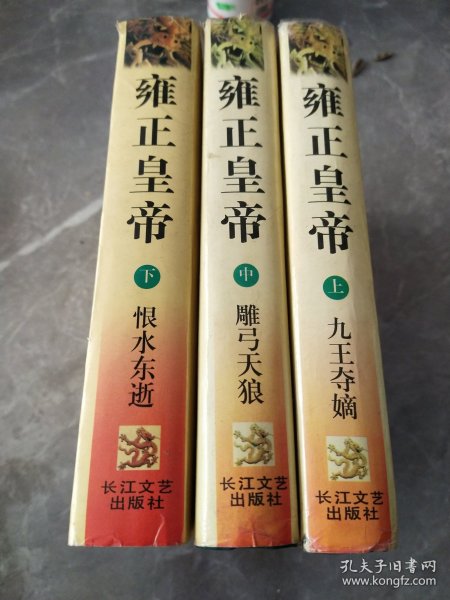 雍正皇帝
下
恨水东逝
长江文艺
出版社
雍正皇帝
中
雕弓天狼
长江文艺
出版社
雍正皇帝
上
九王夺嫡
长江文艺
出版社
孔夫子旧书网
www.kongfz.com